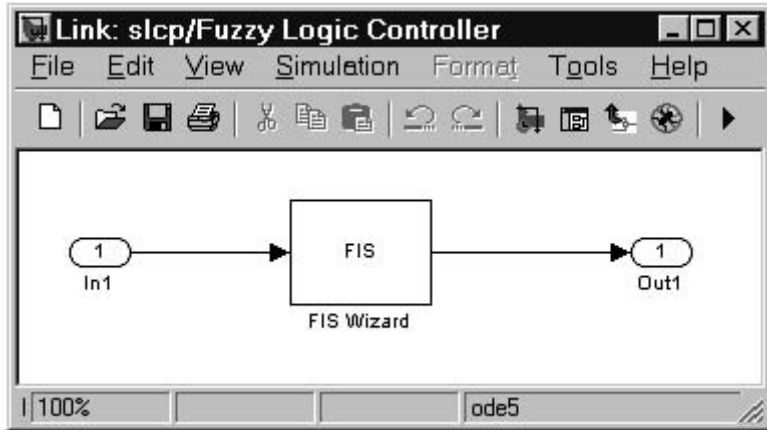 Link: slcp/Fuzzy Logic Controller
File Edit View Simulation Format Tools Help
1 FIS 1
In1 Out1
FIS Wizard
100% ode5